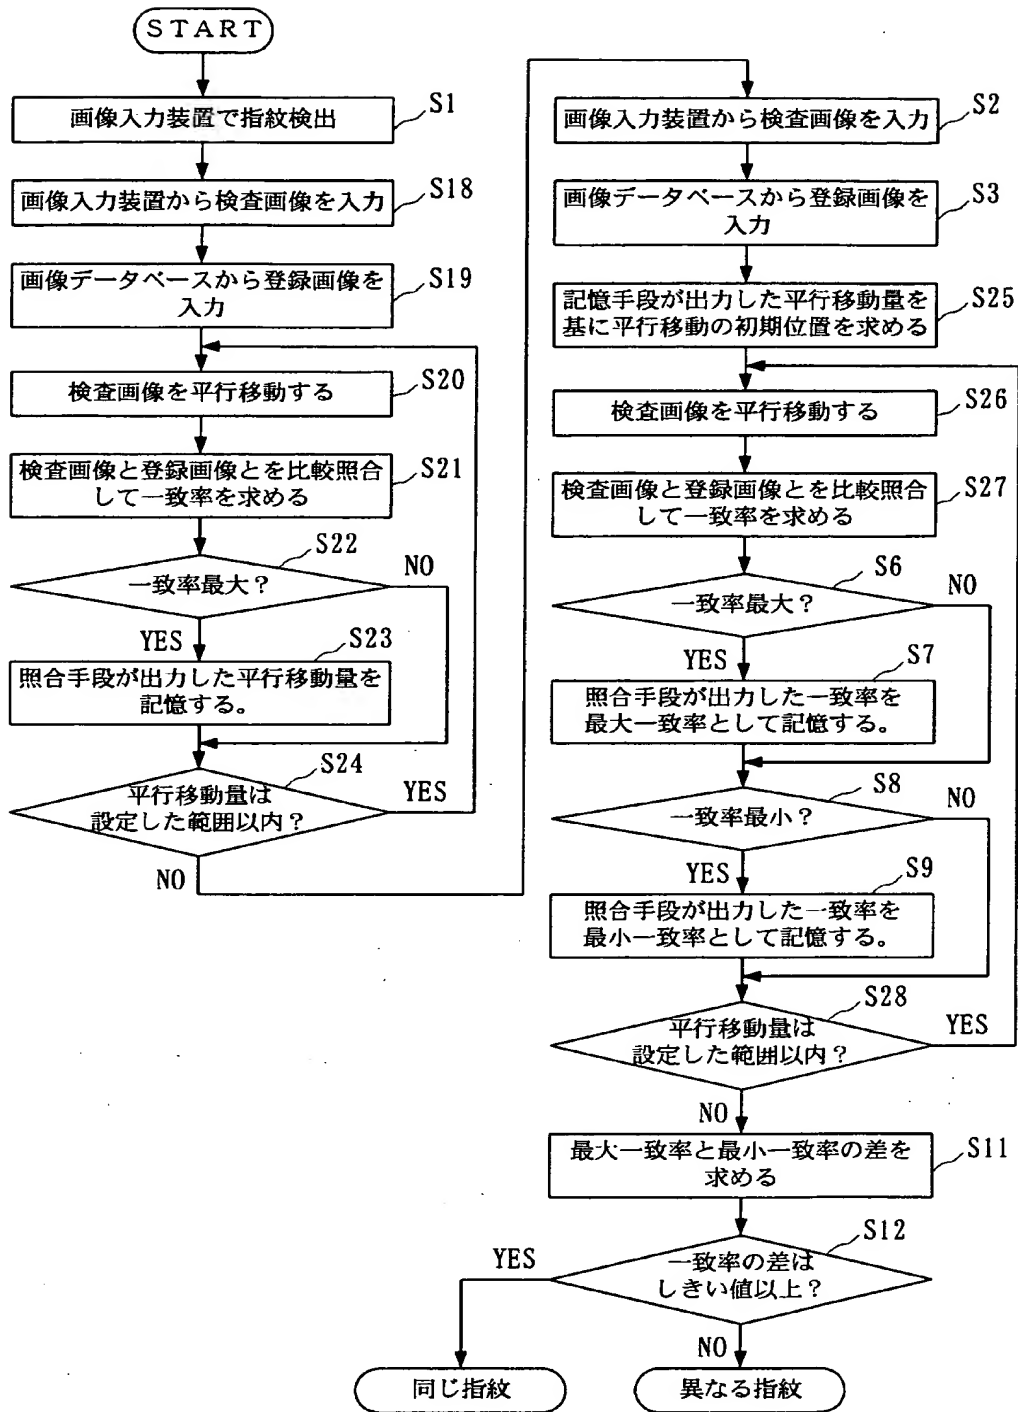 START
画像入力装置で指紋検出
S1
画像入力装置から検査画像を入力
S18
画像データベースから登録画像を
入力
S19
検査画像を平行移動する
S20
検査画像と登録画像とを比較照合
して一致率を求める
S21
一致率最大?
S22
NO
YES
照合手段が出力した平行移動量を
記憶する。
S23
平行移動量は
設定した範囲以内?
S24
YES
NO
画像入力装置から検査画像を入力
S2
画像データベースから登録画像を
入力
S3
記憶手段が出力した平行移動量を
基に平行移動の初期位置を求める
S25
検査画像を平行移動する
S26
検査画像と登録画像とを比較照合
して一致率を求める
S27
一致率最大?
S6
NO
YES
照合手段が出力した一致率を
最大一致率として記憶する。
S7
一致率最小?
S8
NO
YES
照合手段が出力した一致率を
最小一致率として記憶する。
S9
平行移動量は
設定した範囲以内?
S28
YES
NO
最大一致率と最小一致率の差を
求める
S11
一致率の差は
しきい値以上?
S12
YES
NO
同じ指紋
異なる指紋